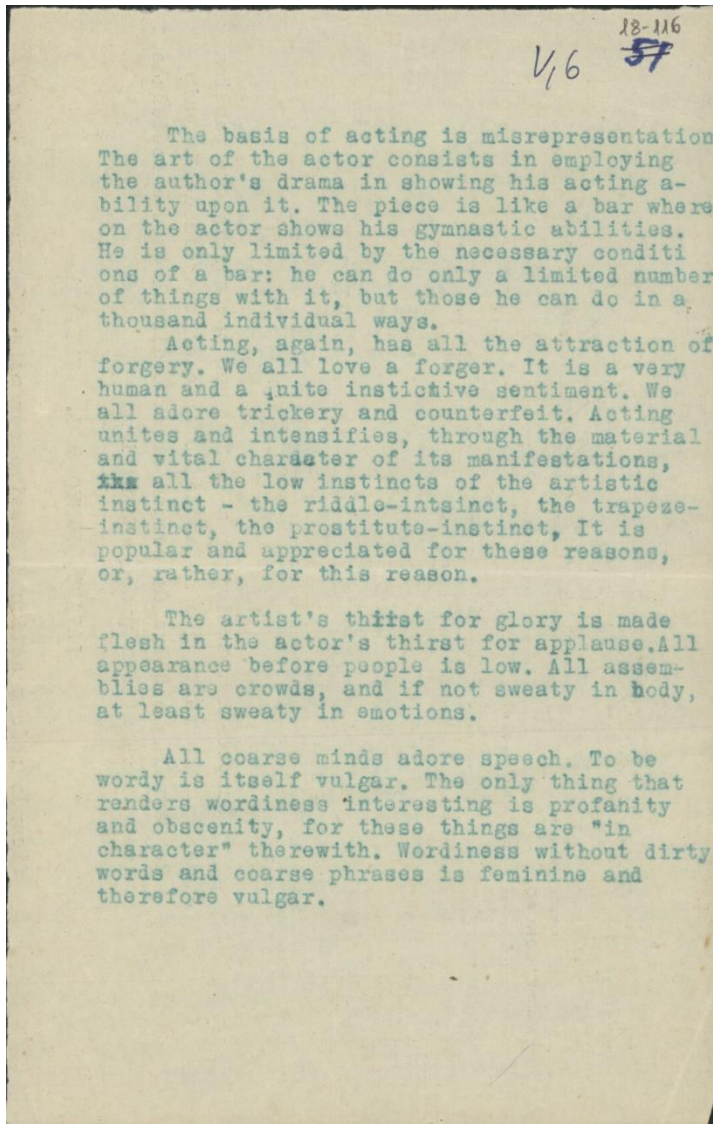 18-116
V,6 51
The basis of acting is misrepresentation
The art of the actor consists in employing
the author's drama in showing his acting a-
bility upon it. The piece is like a bar where
on the actor shows his gymnastic abilities.
He is only limited by the necessary conditi
ons of a bar: he can do only a limited number
of things with it, but those he can do in a
thousand individual ways.
Acting, again, has all the attraction of
forgery. We all love a forger. It is a very
human and a quite instictive sentiment. We
all adore trickery and counterfeit. Acting
unites and intensifies, through the material
and vital character of its manifestations,
the all the low instincts of the artistic
instinct - the riddle-intsinct, the trapeze-
instinct, the prostitute-instinct, It is
popular and appreciated for these reasons,
or, rather, for this reason.
The artist's thirst for glory is made
flesh in the actor's thirst for applause.All
appearance before people is low. All assem-
blies are crowds, and if not sweaty in body,
at least sweaty in emotions.
All coarse minds adore speech. To be
wordy is itself vulgar. The only thing that
renders wordiness interesting is profanity
and obscenity, for these things are "in
character" therewith. Wordiness without dirty
words and coarse phrases is feminine and
therefore vulgar.